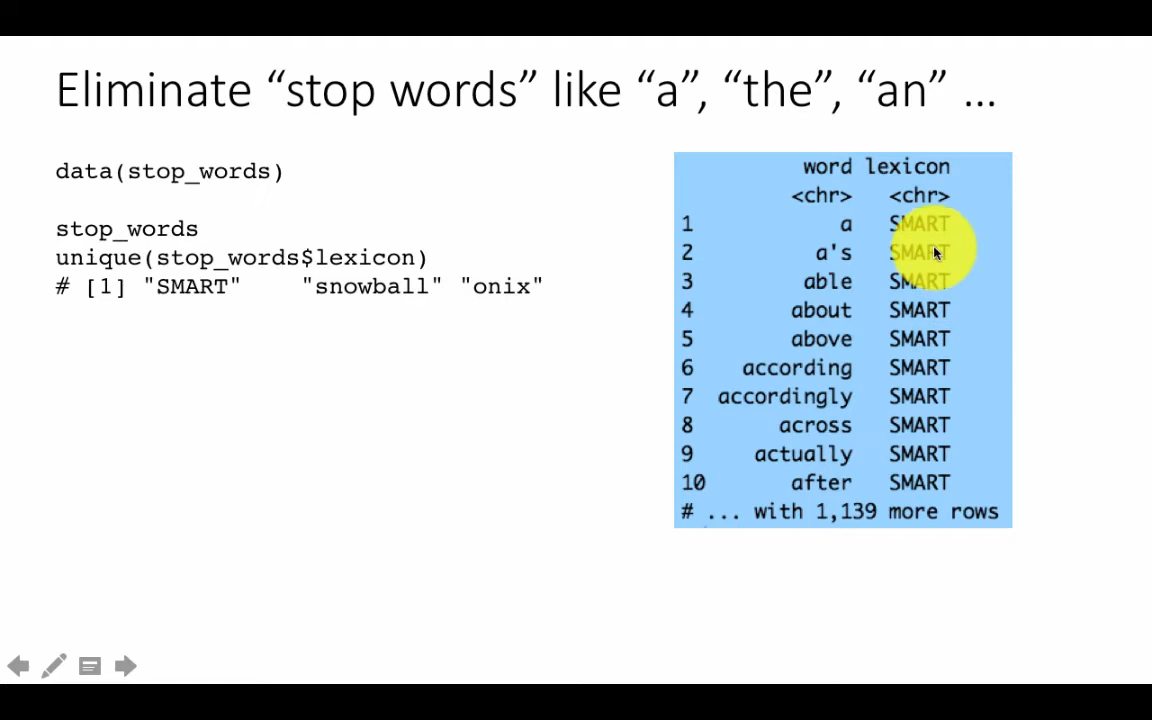 Eliminate “stop words” like “a”, “the”, “an” …
data(stop_words)
stop_words
unique(stop_words$lexicon)
# [1] "SMART"    "snowball" "onix"
word lexicon
<chr> <chr>
1 a SMART
2 a's SMART
3 able SMART
4 about SMART
5 above SMART
6 according SMART
7 accordingly SMART
8 across SMART
9 actually SMART
10 after SMART
# ... with 1,139 more rows